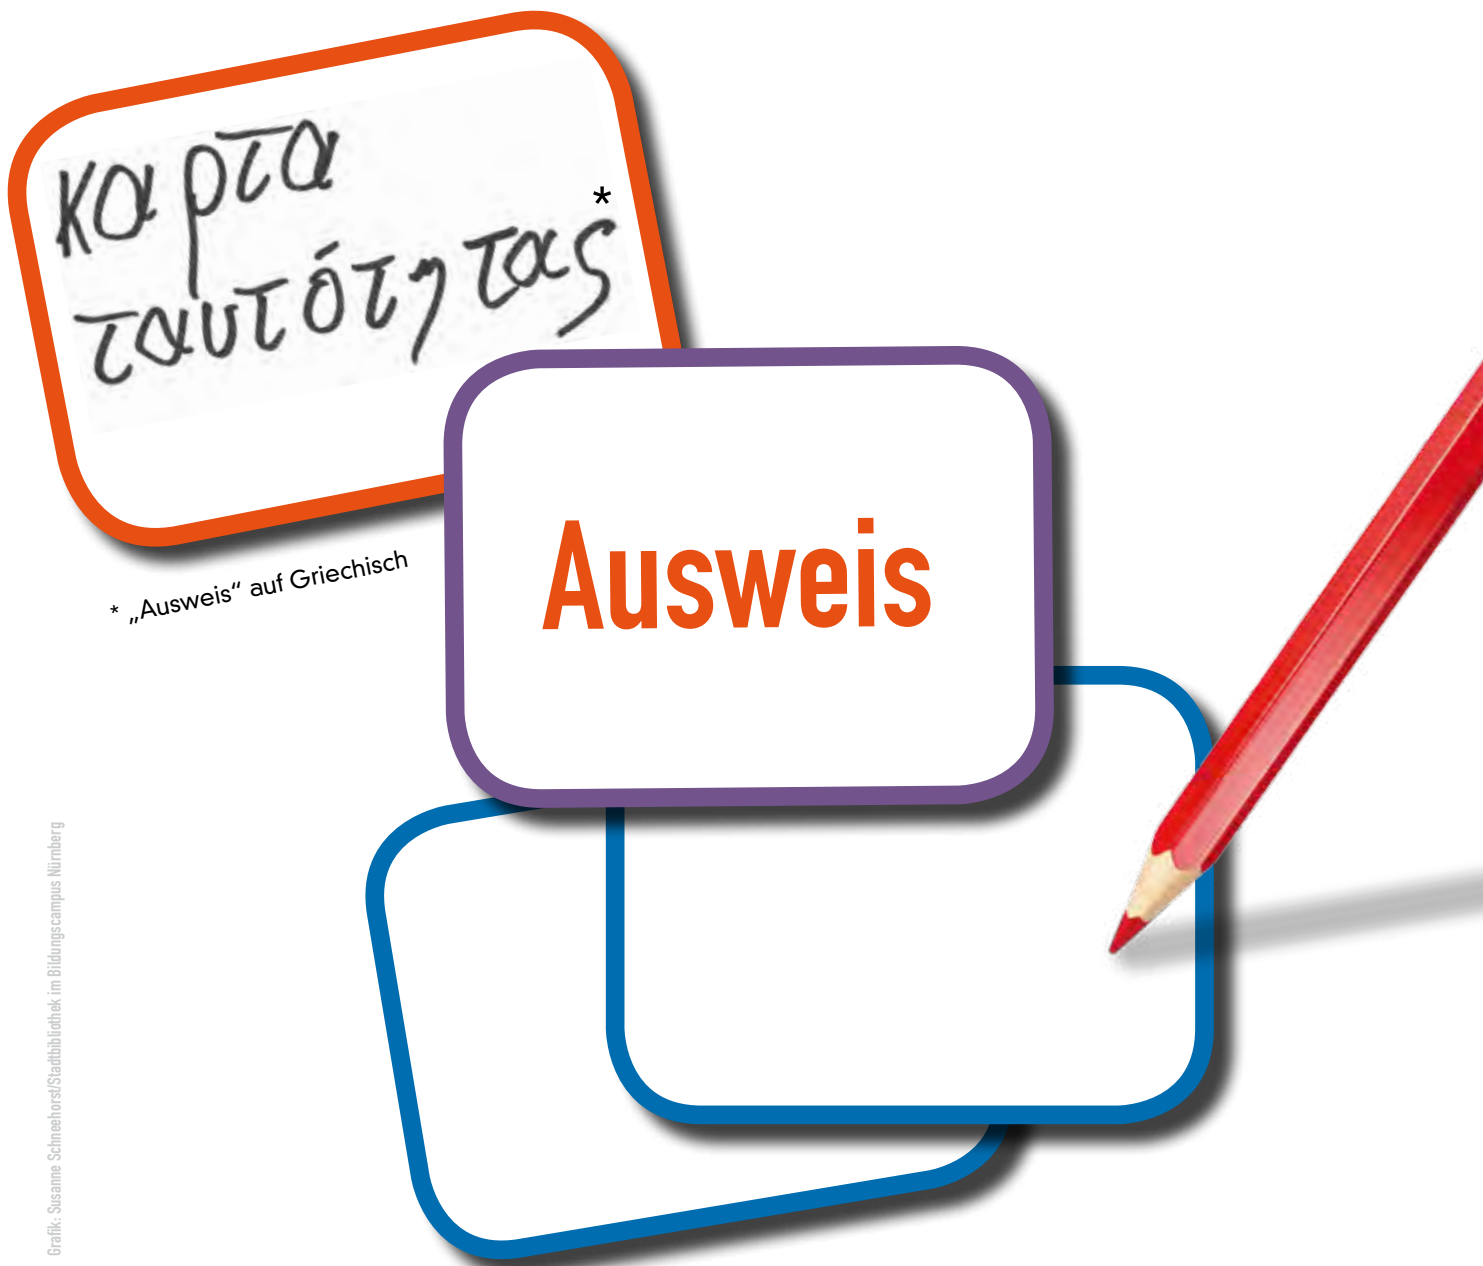 καρτα
*
ταυτότητας
* „Ausweis“ auf Griechisch
Ausweis
Grafik: Susanne Schneehorst/Stadtbibliothek im Bildungscampus Nürnberg